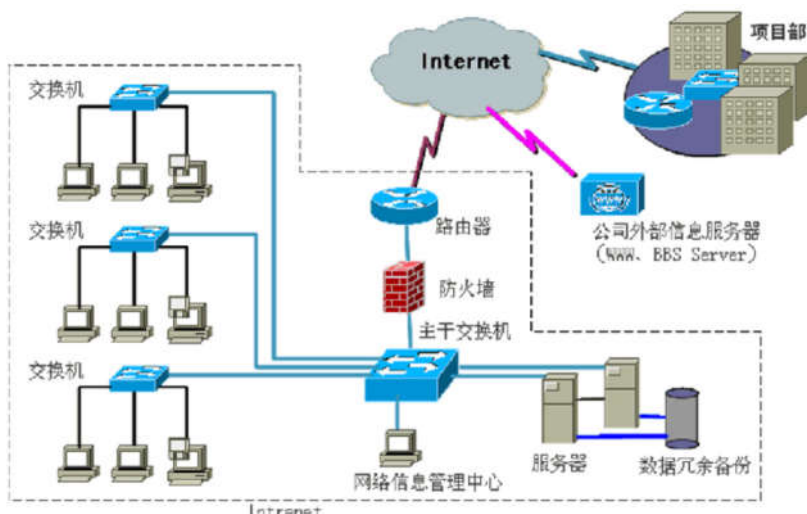 项目部
Internet
交换机
公司外部信息服务器
(WWW、BBS Server)
路由器
交换机
防火墙
主干交换机
交换机
服务器
数据冗余备份
网络信息管理中心
Intranet